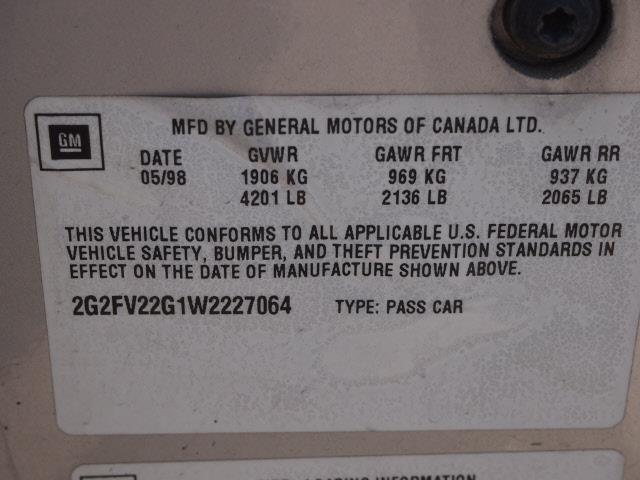 GM
MFD BY GENERAL MOTORS OF CANADA LTD.
DATE GVWR GAWR FRT GAWR RR
05/98 1906 KG 969 KG 937 KG
4201 LB 2136 LB 2065 LB
THIS VEHICLE CONFORMS TO ALL APPLICABLE U.S. FEDERAL MOTOR
VEHICLE SAFETY, BUMPER, AND THEFT PREVENTION STANDARDS IN
EFFECT ON THE DATE OF MANUFACTURE SHOWN ABOVE.
2G2FV22G1W2227064 TYPE: PASS CAR
INFORMATION